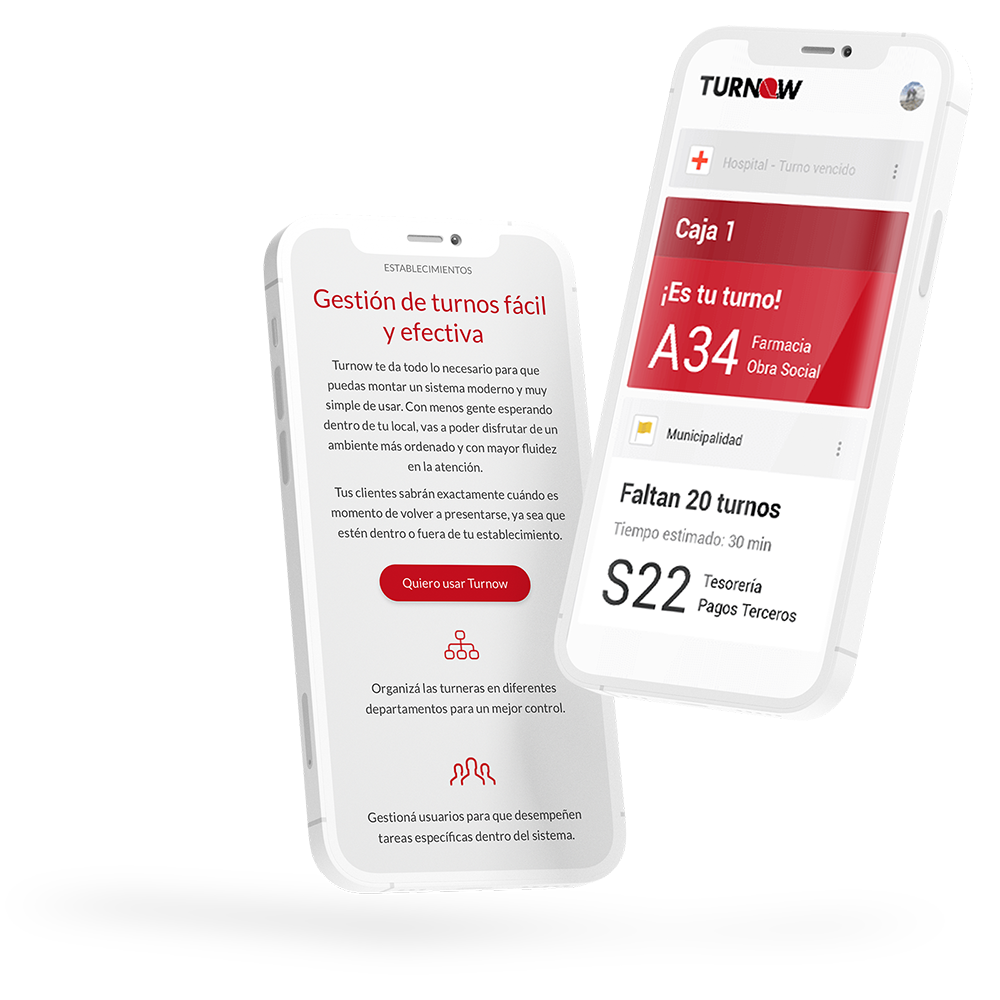 ESTABLECIMIENTOS
Gestión de turnos fácil
y efectiva
Turnow te da todo lo necesario para que
puedas montar un sistema moderno y muy
simple de usar. Con menos gente esperando
dentro de tu local, vas a poder disfrutar de un
ambiente más ordenado y con mayor fluidez
en la atención.
Tus clientes sabrán exactamente cuándo es
momento de volver a presentarse, ya sea que
estén dentro o fuera de tu establecimiento.
Quiero usar Turnow
Organizá las turneras en diferentes
departamentos para un mejor control.
Gestioná usuarios para que desempeñen
tareas específicas dentro del sistema.
TURNOW
Hospital - Turno vencido
Caja 1
¡Es tu turno!
A34
Farmacia
Obra Social
Municipalidad
Faltan 20 turnos
Tiempo estimado: 30 min
S22
Tesorería
Pagos Terceros